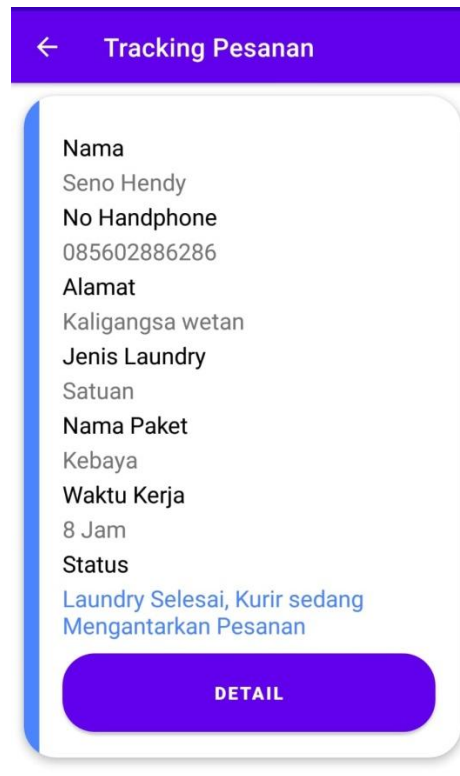 Tracking Pesanan
Nama
Seno Hendy
No Handphone
085602886286
Alamat
Kaligangsa wetan
Jenis Laundry
Satuan
Nama Paket
Kebaya
Waktu Kerja
8 Jam
Status
Laundry Selesai, Kurir sedang
Mengantarkan Pesanan
DETAIL